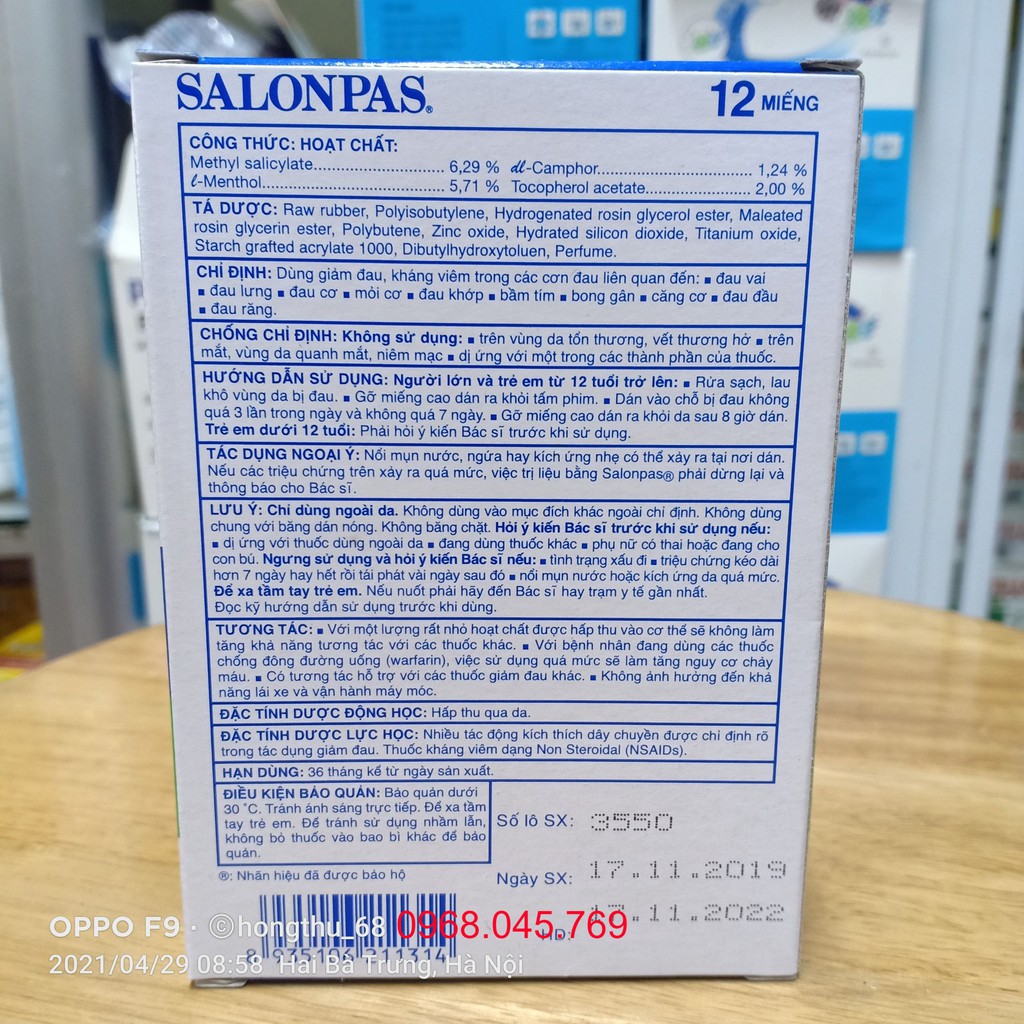 SALONPAS® 12 MIẾNG
CÔNG THỨC: HOẠT CHẤT:
Methyl salicylate........................... 6,29 % dl-Camphor................................. 1,24 %
ℓ-Menthol...................................... 5,71 % Tocopherol acetate...................... 2,00 %
TÁ DƯỢC: Raw rubber, Polyisobutylene, Hydrogenated rosin glycerol ester, Maleated
rosin glycerin ester, Polybutene, Zinc oxide, Hydrated silicon dioxide, Titanium oxide,
Starch grafted acrylate 1000, Dibutylhydroxytoluen, Perfume.
CHỈ ĐỊNH: Dùng giảm đau, kháng viêm trong các cơn đau liên quan đến: ▪ đau vai
▪ đau lưng ▪ đau cơ ▪ mỏi cơ ▪ đau khớp ▪ bầm tím ▪ bong gân ▪ căng cơ ▪ đau đầu
▪ đau răng.
CHỐNG CHỈ ĐỊNH: Không sử dụng: ▪ trên vùng da tổn thương, vết thương hở ▪ trên
mắt, vùng da quanh mắt, niêm mạc ▪ dị ứng với một trong các thành phần của thuốc.
HƯỚNG DẪN SỬ DỤNG: Người lớn và trẻ em từ 12 tuổi trở lên: ▪ Rửa sạch, lau
khô vùng da bị đau. ▪ Gỡ miếng cao dán ra khỏi tấm phim. ▪ Dán vào chỗ bị đau không
quá 3 lần trong ngày và không quá 7 ngày. ▪ Gỡ miếng cao dán ra khỏi da sau 8 giờ dán.
Trẻ em dưới 12 tuổi: Phải hỏi ý kiến Bác sĩ trước khi sử dụng.
TÁC DỤNG NGOẠI Ý: Nổi mụn nước, ngứa hay kích ứng nhẹ có thể xảy ra tại nơi dán.
Nếu các triệu chứng trên xảy ra quá mức, việc trị liệu bằng Salonpas® phải dừng lại và
thông báo cho Bác sĩ.
LƯU Ý: Chỉ dùng ngoài da. Không dùng vào mục đích khác ngoài chỉ định. Không dùng
chung với băng dán nóng. Không băng chặt. Hỏi ý kiến Bác sĩ trước khi sử dụng nếu:
▪ dị ứng với thuốc dùng ngoài da ▪ đang dùng thuốc khác ▪ phụ nữ có thai hoặc đang cho
con bú. Ngưng sử dụng và hỏi ý kiến Bác sĩ nếu: ▪ tình trạng xấu đi ▪ triệu chứng kéo dài
hơn 7 ngày hay hết rồi tái phát vài ngày sau đó ▪ nổi mụn nước hoặc kích ứng da quá mức.
Để xa tầm tay trẻ em. Nếu nuốt phải hãy đến Bác sĩ hay trạm y tế gần nhất.
Đọc kỹ hướng dẫn sử dụng trước khi dùng.
TƯƠNG TÁC: ▪ Với một lượng rất nhỏ hoạt chất được hấp thu vào cơ thể sẽ không làm
tăng khả năng tương tác với các thuốc khác. ▪ Với bệnh nhân đang dùng các thuốc
chống đông đường uống (warfarin), việc sử dụng quá mức sẽ làm tăng nguy cơ chảy
máu. ▪ Có tương tác hỗ trợ với các thuốc giảm đau khác. ▪ Không ảnh hưởng đến khả
năng lái xe và vận hành máy móc.
ĐẶC TÍNH DƯỢC ĐỘNG HỌC: Hấp thu qua da.
ĐẶC TÍNH DƯỢC LỰC HỌC: Nhiều tác động kích thích dây chuyền được chỉ định rõ
trong tác dụng giảm đau. Thuốc kháng viêm dạng Non Steroidal (NSAIDs).
HẠN DÙNG: 36 tháng kể từ ngày sản xuất.
ĐIỀU KIỆN BẢO QUẢN: Bảo quản dưới
30 °C. Tránh ánh sáng trực tiếp. Để xa tầm
tay trẻ em. Để tránh sử dụng nhầm lẫn,
không bỏ thuốc vào bao bì khác để bảo
quản.
®: Nhãn hiệu đã được bảo hộ
Số lô SX: 3550
Ngày SX: 17.11.2019
HD: 17.11.2022
8 935106 211314
OPPO F9 · ©hongthu_68 0968.045.769
2021/04/29 08:58 Hai Bà Trưng, Hà Nội